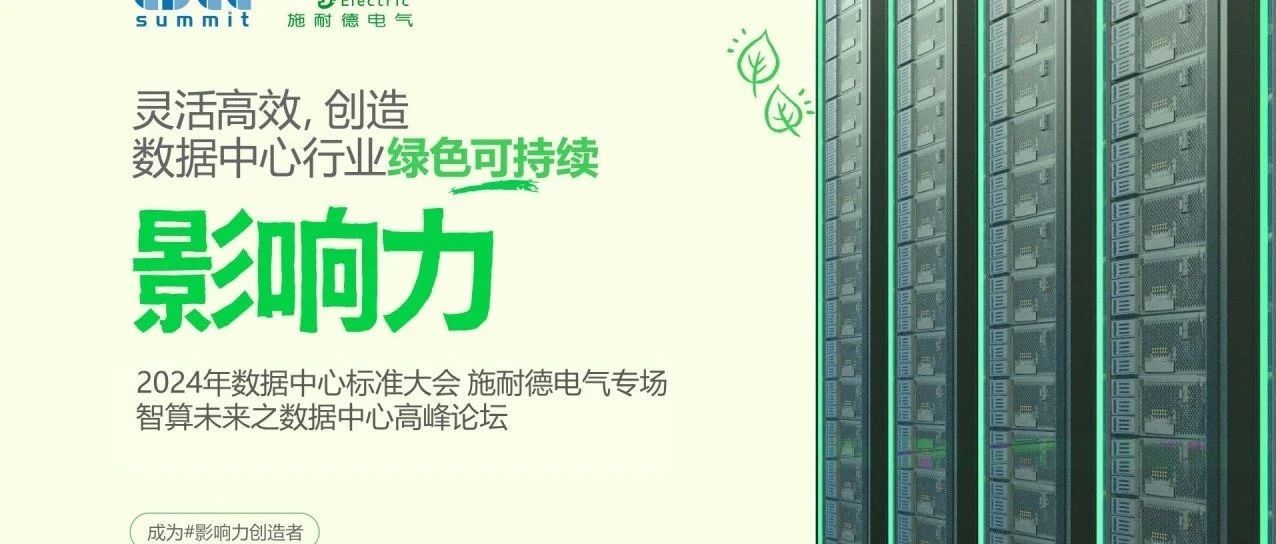 summit
Electric
施耐德电气
灵活高效, 创造
数据中心行业绿色可持续
影响力
2024年数据中心标准大会 施耐德电气专场
智算未来之数据中心高峰论坛
成为#影响力创造者